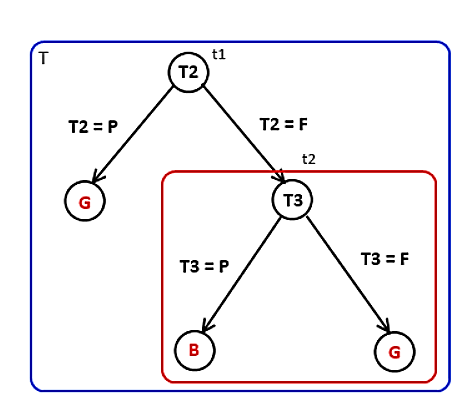 T
T2
t1
T2 = P
T2 = F
t2
G
T3
T3 = P
T3 = F
B
G